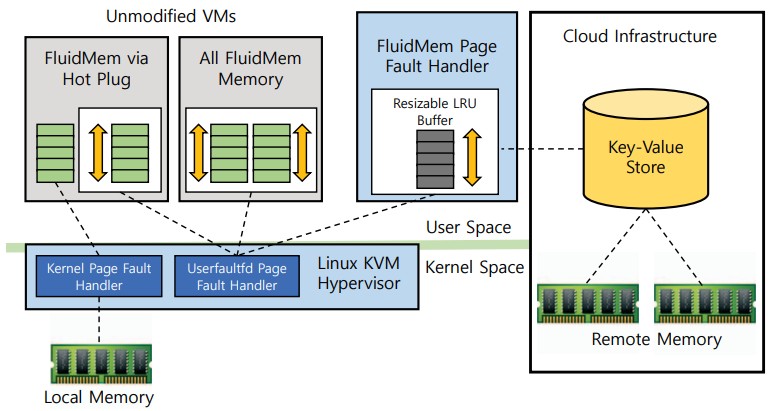 Unmodified VMs
FluidMem via
Hot Plug
All FluidMem
Memory
FluidMem Page
Fault Handler
Resizable LRU
Buffer
Cloud Infrastructure
Key-Value
Store
User Space
Kernel Space
Kernel Page Fault
Handler
Userfaultfd Page
Fault Handler
Linux KVM
Hypervisor
Remote Memory
Local Memory